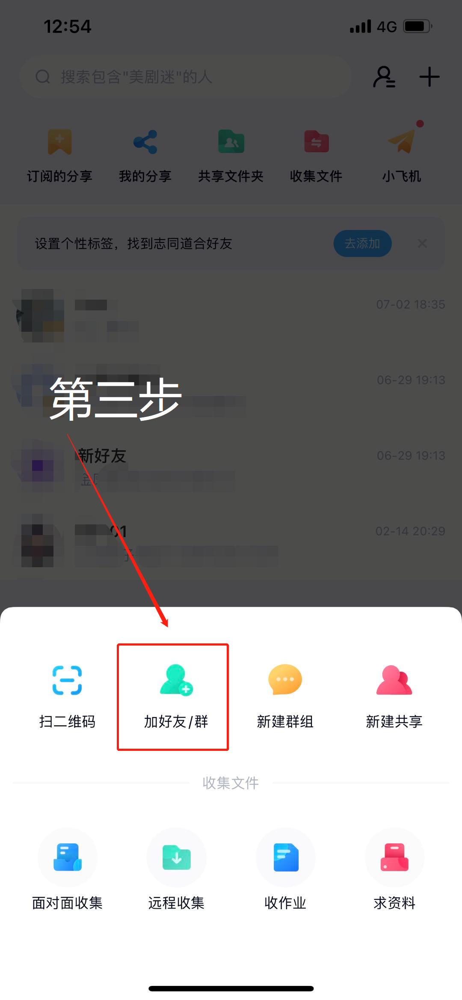 12:54
4G
搜索包含"美剧迷"的人
订阅的分享
我的分享
共享文件夹
收集文件
小飞机
设置个性标签，找到志同道合好友
去添加
07-02 18:35
06-29 19:13
第三步
新好友
06-29 19:13
01
02-14 20:29
子
扫二维码
加好友/群
新建群组
新建共享
收集文件
面对面收集
远程收集
收作业
求资料